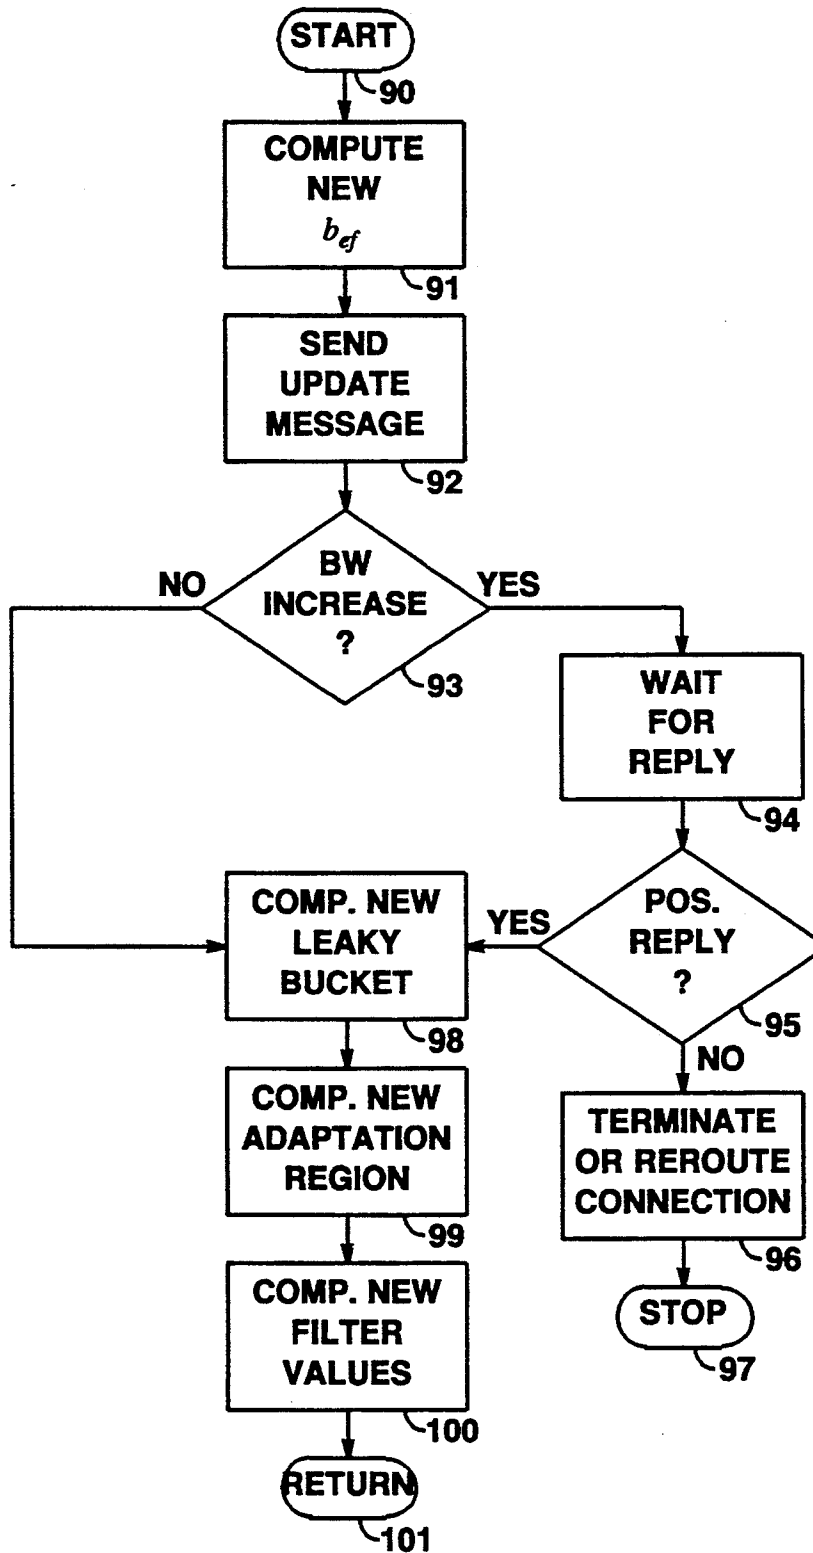 START
90
COMPUTE
NEW
b_ef
91
SEND
UPDATE
MESSAGE
92
BW
INCREASE
?
93
NO
YES
WAIT
FOR
REPLY
94
POS.
REPLY
?
95
YES
NO
TERMINATE
OR REROUTE
CONNECTION
96
STOP
97
COMP. NEW
LEAKY
BUCKET
98
COMP. NEW
ADAPTATION
REGION
99
COMP. NEW
FILTER
VALUES
100
RETURN
101